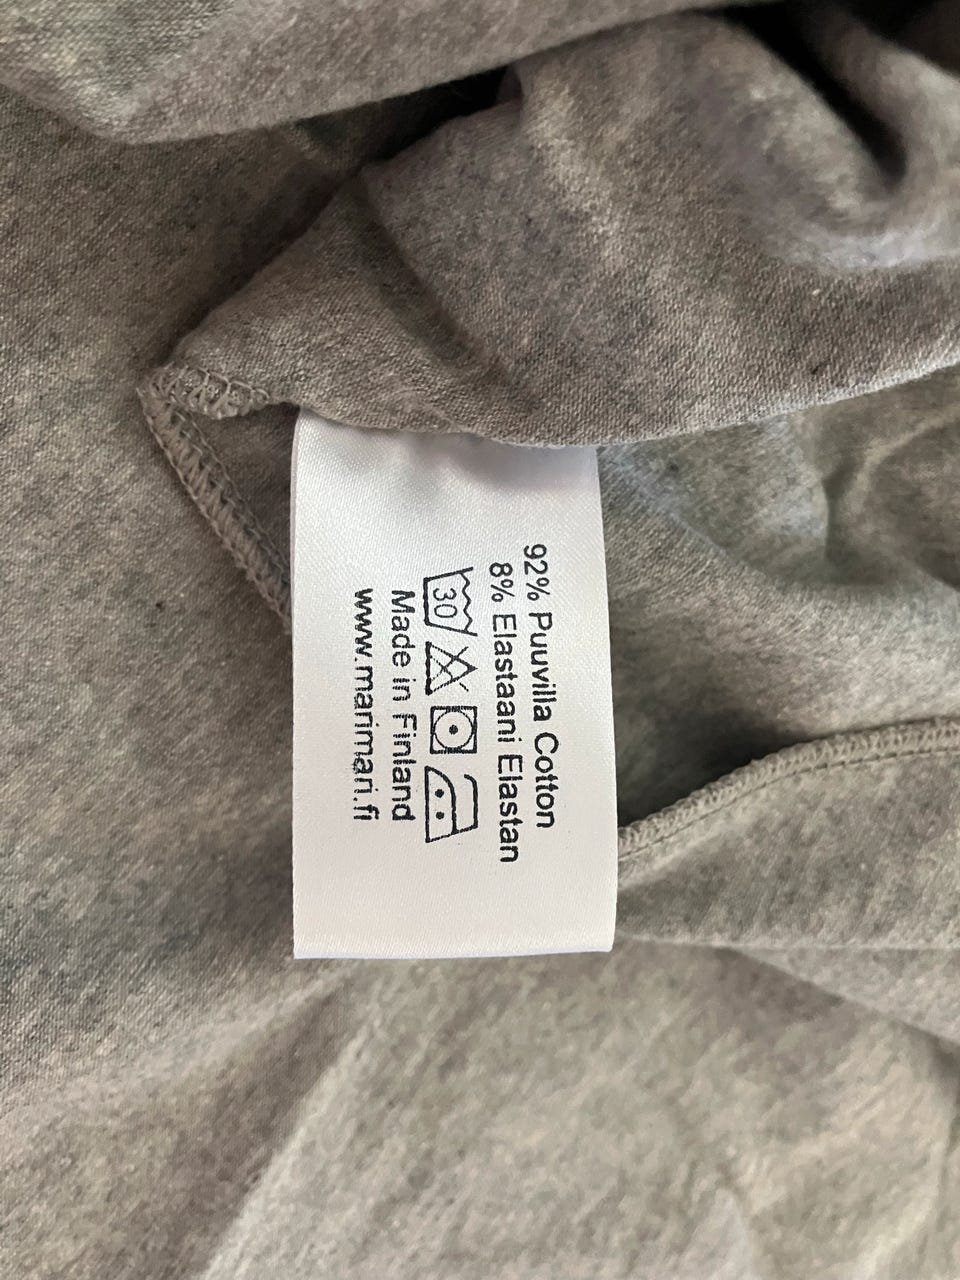 92% Puuvilla Cotton
8% Elastaani Elastan
30
Made in Finland
www.marimari.fi